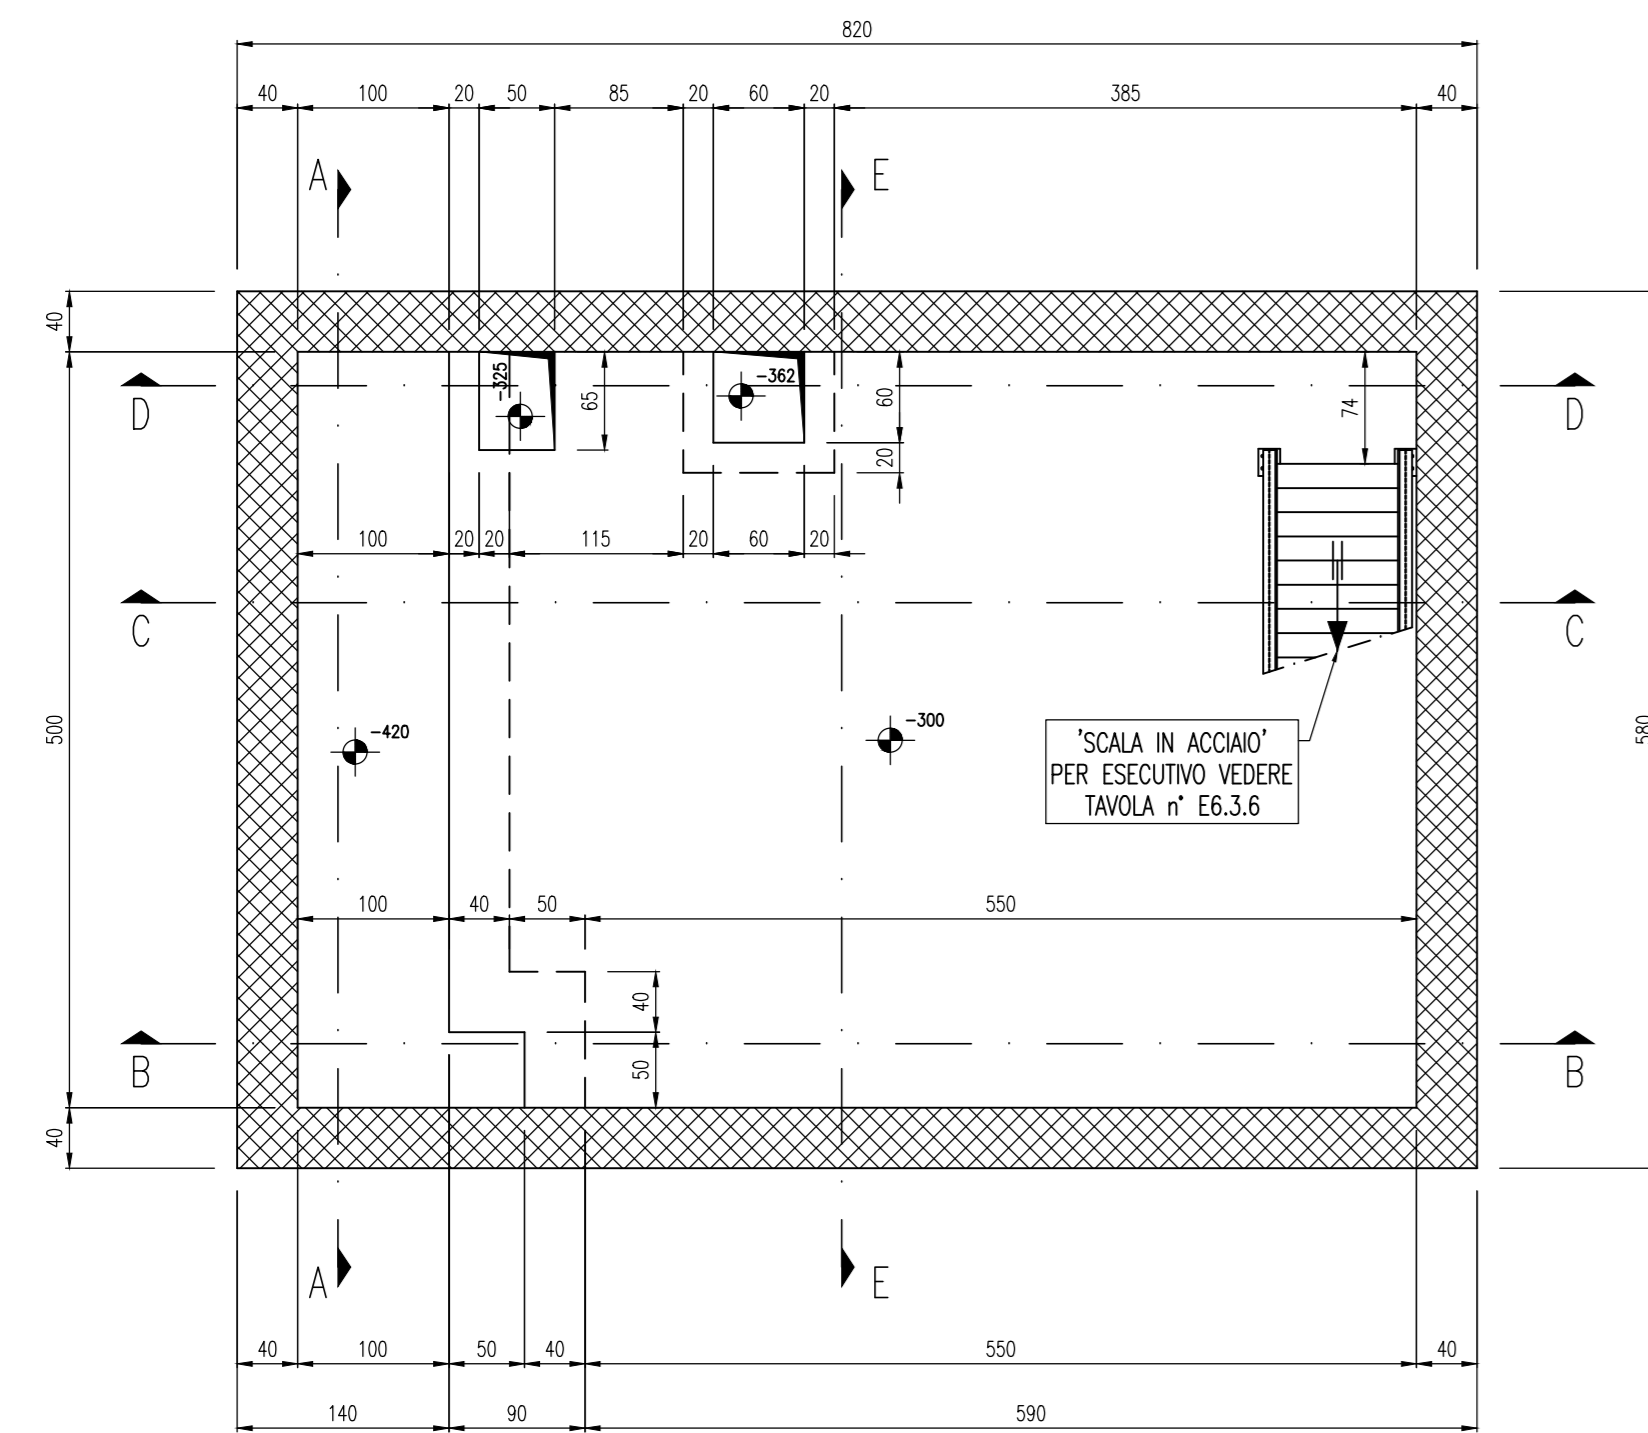 820
40 100 20 50 85 20 60 20 385 40
A E
40
-325 -362
65 60 74
D D
20
100 20 20 115 20 60 20
C C
500 580
-420 -300
'SCALA IN ACCIAIO'
PER ESECUTIVO VEDERE
TAVOLA n° E6.3.6
100 40 50 550
40
B 50 B
40
A E
40 100 50 40 550 40
140 90 590